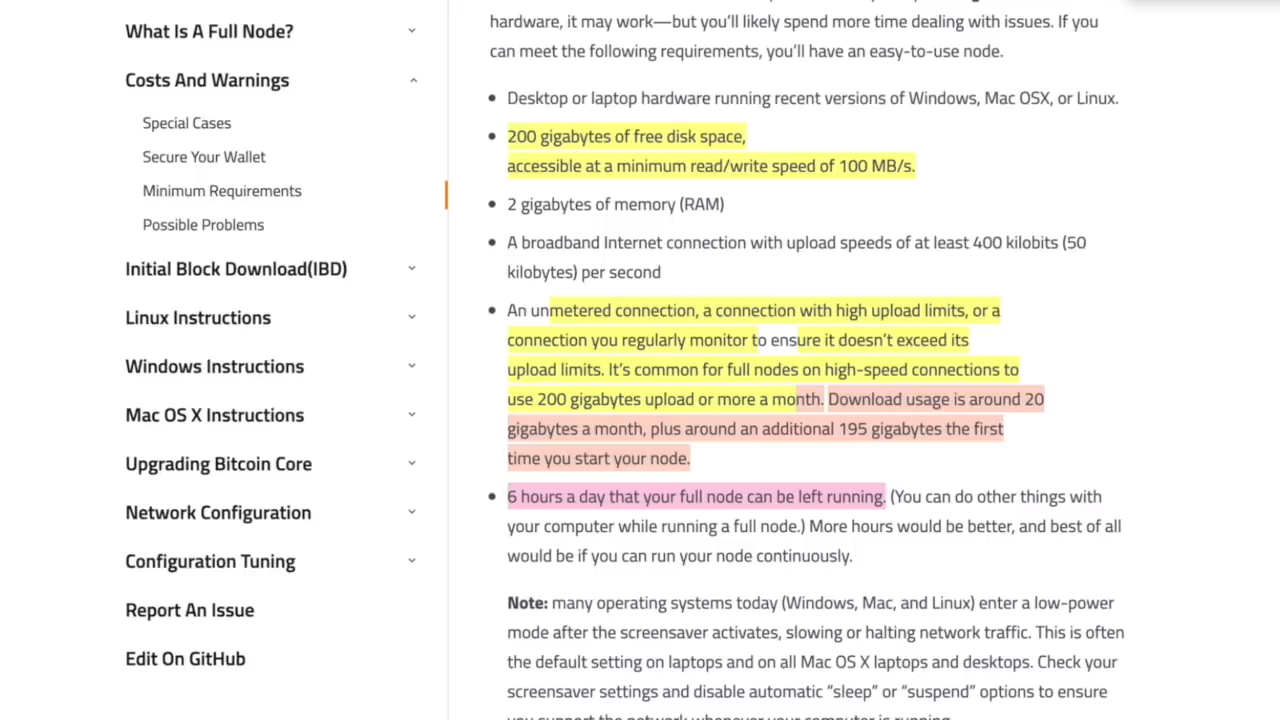 What Is A Full Node?
Costs And Warnings
Special Cases
Secure Your Wallet
Minimum Requirements
Possible Problems
Initial Block Download(IBD)
Linux Instructions
Windows Instructions
Mac OS X Instructions
Upgrading Bitcoin Core
Network Configuration
Configuration Tuning
Report An Issue
Edit On GitHub
hardware, it may work—but you’ll likely spend more time dealing with issues. If you
can meet the following requirements, you’ll have an easy-to-use node.
• Desktop or laptop hardware running recent versions of Windows, Mac OSX, or Linux.
• 200 gigabytes of free disk space,
accessible at a minimum read/write speed of 100 MB/s.
• 2 gigabytes of memory (RAM)
• A broadband Internet connection with upload speeds of at least 400 kilobits (50
kilobytes) per second
• An unmetered connection, a connection with high upload limits, or a
connection you regularly monitor to ensure it doesn’t exceed its
upload limits. It’s common for full nodes on high-speed connections to
use 200 gigabytes upload or more a month. Download usage is around 20
gigabytes a month, plus around an additional 195 gigabytes the first
time you start your node.
• 6 hours a day that your full node can be left running. (You can do other things with
your computer while running a full node.) More hours would be better, and best of all
would be if you can run your node continuously.
Note: many operating systems today (Windows, Mac, and Linux) enter a low-power
mode after the screensaver activates, slowing or halting network traffic. This is often
the default setting on laptops and on all Mac OS X laptops and desktops. Check your
screensaver settings and disable automatic “sleep” or “suspend” options to ensure
you support the network whenever your computer is running.